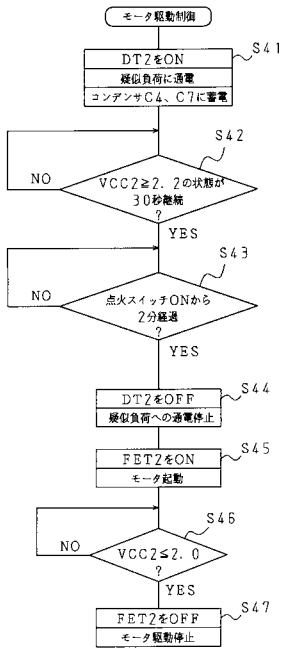 モータ駆動制御
S41
DT2をON
疑似負荷に通電
コンデンサC4、C7に蓄電
S42
VCC2≧2．2の状態が
30秒継続
？
NO
YES
S43
点火スイッチONから
2分経過
？
NO
YES
S44
DT2をOFF
疑似負荷への通電停止
S45
FET2をON
モータ起動
S46
VCC2≦2．0
？
NO
YES
S47
FET2をOFF
モータ駆動停止